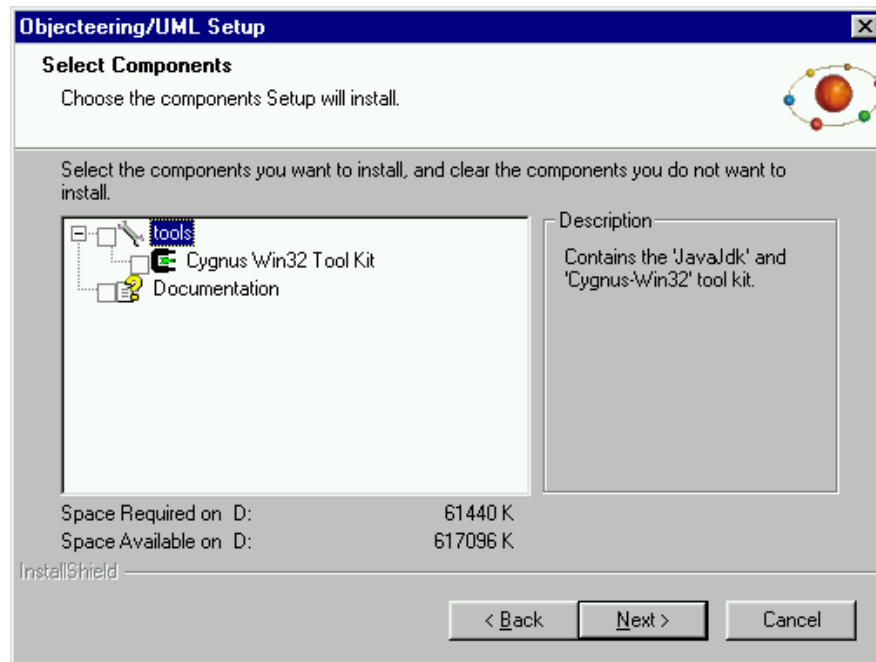 Objecteering/UML Setup
Select Components
Choose the components Setup will install.
Select the components you want to install, and clear the components you do not want to
install.
tools
Cygnus Win32 Tool Kit
Documentation
Description
Contains the 'JavaJdk' and
'Cygnus-Win32' tool kit.
Space Required on D: 61440 K
Space Available on D: 617096 K
InstallShield
< Back Next > Cancel